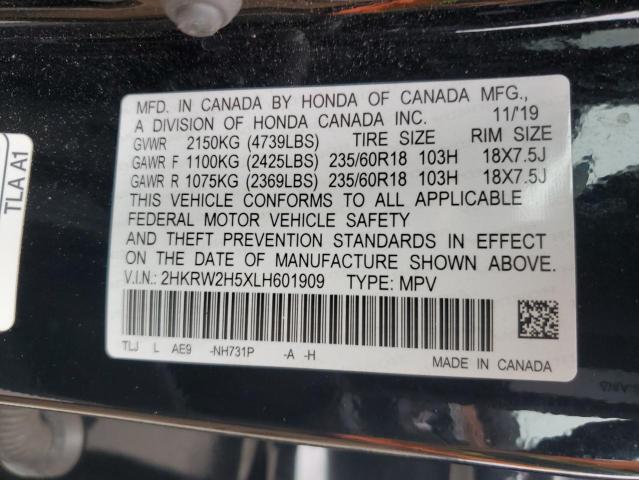 MFD. IN CANADA BY HONDA OF CANADA MFG.,
A DIVISION OF HONDA CANADA INC. 11/'19
GVWR 2150KG (4739LBS) TIRE SIZE RIM SIZE
GAWR F 1100KG (2425LBS) 235/60R18 103H 18X7.5J
GAWR R 1075KG (2369LBS) 235/60R18 103H 18X7.5J
THIS VEHICLE CONFORMS TO ALL APPLICABLE
FEDERAL MOTOR VEHICLE SAFETY
AND THEFT PREVENTION STANDARDS IN EFFECT
ON THE DATE OF MANUFACTURE SHOWN ABOVE.
V.I.N.: 2HKRW2H5XLH601909 TYPE: MPV
TLJ L AE9 -NH731P -A -H
MADE IN CANADA
TLA A1